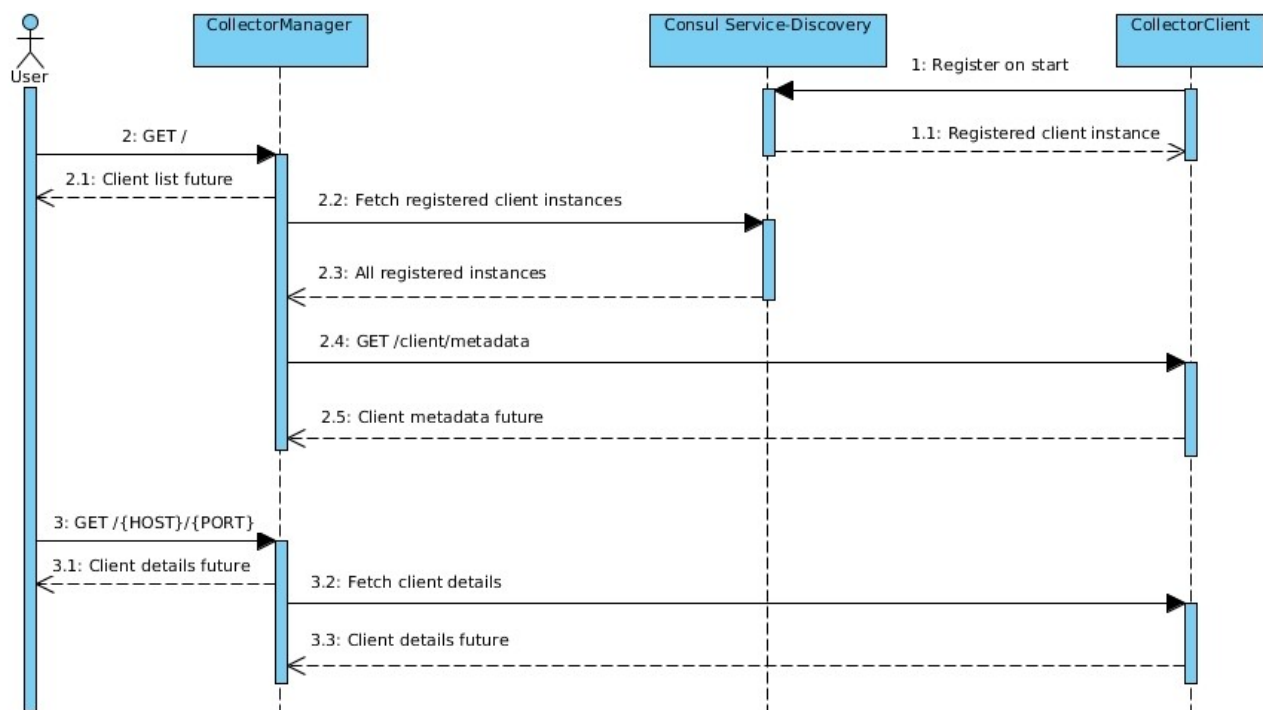 CollectorManager
Consul Service-Discovery
CollectorClient
User
1: Register on start
2: GET /
1.1: Registered client instance
2.1: Client list future
2.2: Fetch registered client instances
2.3: All registered instances
2.4: GET /client/metadata
2.5: Client metadata future
3: GET /{HOST}/{PORT}
3.1: Client details future
3.2: Fetch client details
3.3: Client details future